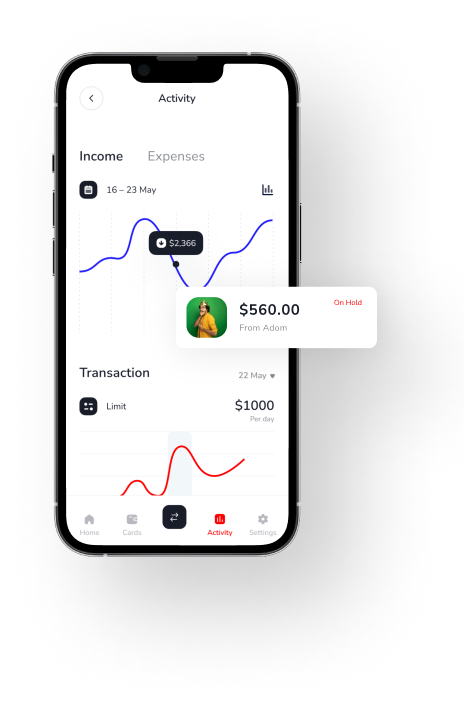 Activity
Income Expenses
16 – 23 May
$2,366
$560.00 On Hold
From Adom
Transaction 22 May
Limit $1000
Per day
Home Cards Activity Settings